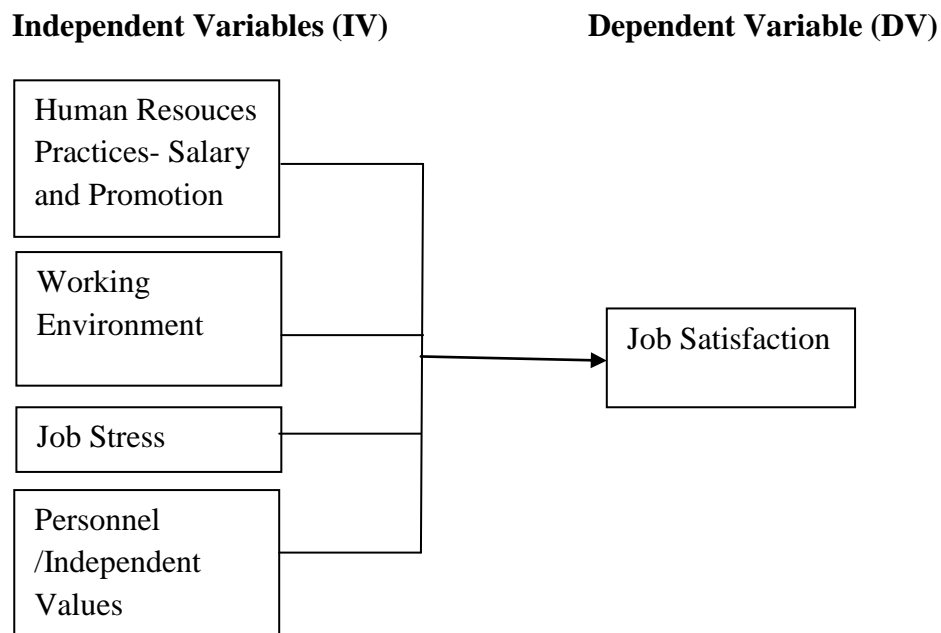 Independent Variables (IV)
Dependent Variable (DV)
Human Resouces
Practices- Salary
and Promotion
Working
Environment
Job Stress
Personnel
/Independent
Values
Job Satisfaction